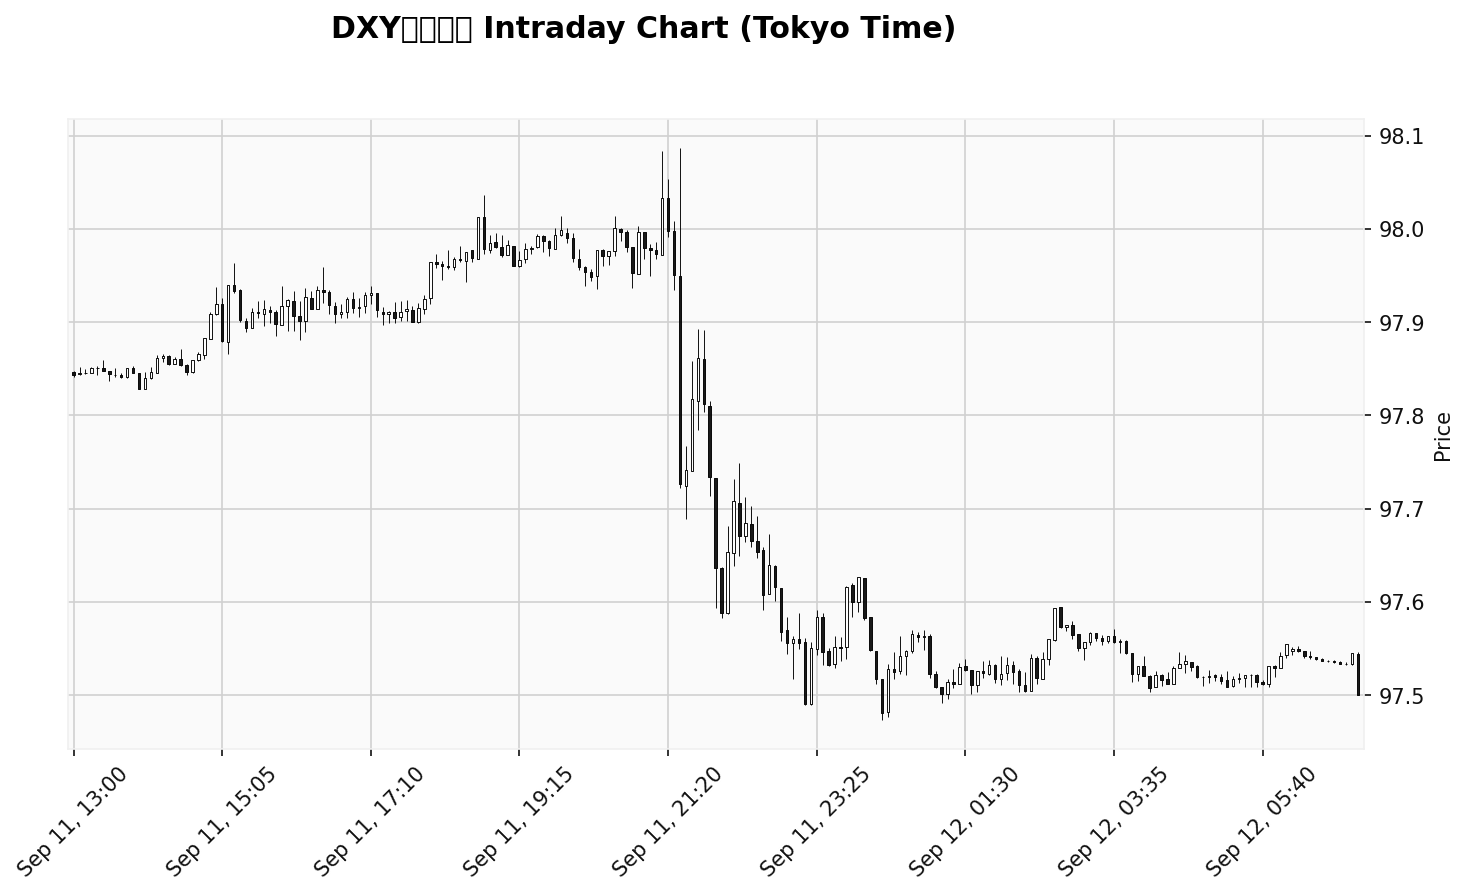 DXY Intraday Chart (Tokyo Time)
98.1
98.0
97.9
97.8
97.7
97.6
97.5
Price
Sep 11, 13:00
Sep 11, 15:05
Sep 11, 17:10
Sep 11, 19:15
Sep 11, 21:20
Sep 11, 23:25
Sep 12, 01:30
Sep 12, 03:35
Sep 12, 05:40